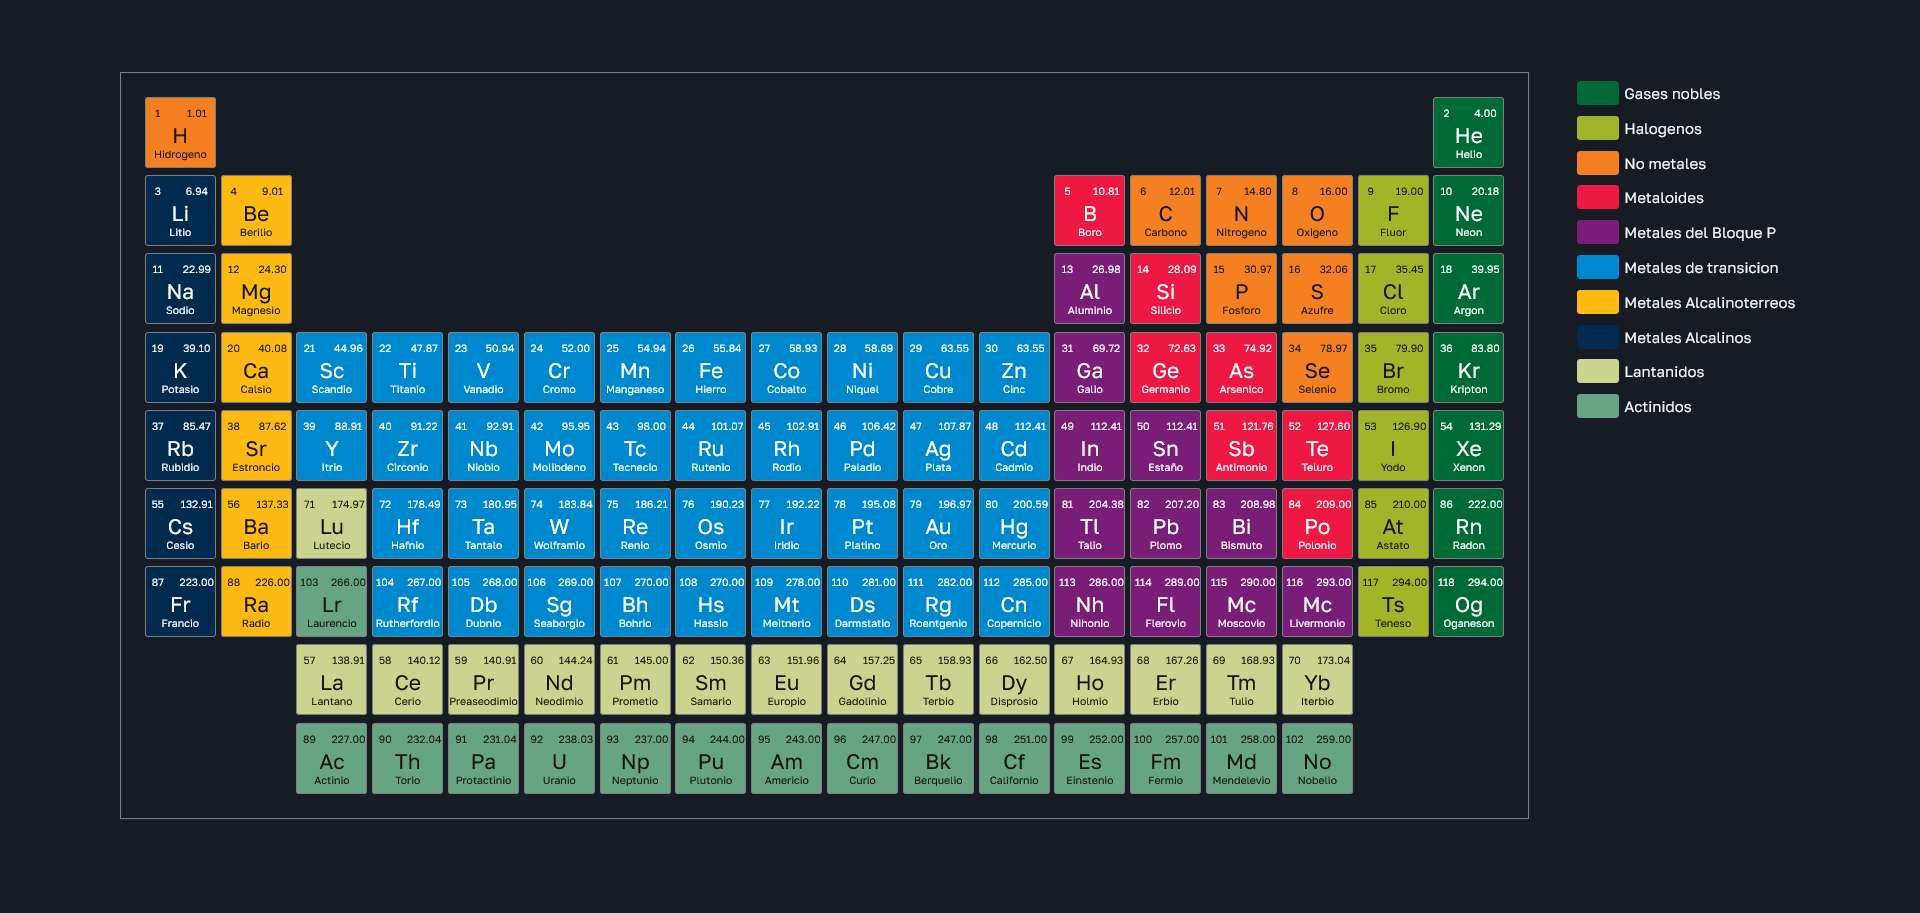 1 1.01
H
Hidrogeno
2 4.00
He
Helio
3 6.94
Li
Litio
4 9.01
Be
Berilio
5 10.81
B
Boro
6 12.01
C
Carbono
7 14.80
N
Nitrogeno
8 16.00
O
Oxigeno
9 19.00
F
Fluor
10 20.18
Ne
Neon
11 22.99
Na
Sodio
12 24.30
Mg
Magnesio
13 26.98
Al
Aluminio
14 28.09
Si
Silicio
15 30.97
P
Fosforo
16 32.06
S
Azufre
17 35.45
Cl
Cloro
18 39.95
Ar
Argon
19 39.10
K
Potasio
20 40.08
Ca
Calsio
21 44.96
Sc
Scandio
22 47.87
Ti
Titanio
23 50.94
V
Vanadio
24 52.00
Cr
Cromo
25 54.94
Mn
Manganeso
26 55.84
Fe
Hierro
27 58.93
Co
Cobalto
28 58.69
Ni
Niquel
29 63.55
Cu
Cobre
30 63.55
Zn
Cinc
31 69.72
Ga
Galio
32 72.63
Ge
Germanio
33 74.92
As
Arsenico
34 78.97
Se
Selenio
35 79.90
Br
Bromo
36 83.80
Kr
Kripton
37 85.47
Rb
Rubidio
38 87.62
Sr
Estroncio
39 88.91
Y
Itrio
40 91.22
Zr
Circonio
41 92.91
Nb
Niobio
42 95.95
Mo
Molibdeno
43 98.00
Tc
Tecnecio
44 101.07
Ru
Rutenio
45 102.91
Rh
Rodio
46 106.42
Pd
Paladio
47 107.87
Ag
Plata
48 112.41
Cd
Cadmio
49 112.41
In
Indio
50 112.41
Sn
Estaño
51 121.76
Sb
Antimonio
52 127.60
Te
Teluro
53 126.90
I
Yodo
54 131.29
Xe
Xenon
55 132.91
Cs
Cesio
56 137.33
Ba
Bario
71 174.97
Lu
Lutecio
72 178.49
Hf
Hafnio
73 180.95
Ta
Tantalo
74 183.84
W
Wolframio
75 186.21
Re
Renio
76 190.23
Os
Osmio
77 192.22
Ir
Iridio
78 195.08
Pt
Platino
79 196.97
Au
Oro
80 200.59
Hg
Mercurio
81 204.38
Tl
Talio
82 207.20
Pb
Plomo
83 208.98
Bi
Bismuto
84 209.00
Po
Polonio
85 210.00
At
Astato
86 222.00
Rn
Radon
87 223.00
Fr
Francio
88 226.00
Ra
Radio
103 266.00
Lr
Laurencio
104 267.00
Rf
Rutherfordio
105 268.00
Db
Dubnio
106 269.00
Sg
Seaborgio
107 270.00
Bh
Bohrio
108 270.00
Hs
Hassio
109 278.00
Mt
Meitnerio
110 281.00
Ds
Darmstatio
111 282.00
Rg
Roentgenio
112 285.00
Cn
Copernicio
113 286.00
Nh
Nihonio
114 289.00
Fl
Flerovio
115 290.00
Mc
Moscovio
116 293.00
Mc
Livermonio
117 294.00
Ts
Teneso
118 294.00
Og
Oganeson
57 138.91
La
Lantano
58 140.12
Ce
Cerio
59 140.91
Pr
Preaseodimio
60 144.24
Nd
Neodimio
61 145.00
Pm
Prometio
62 150.36
Sm
Samario
63 151.96
Eu
Europio
64 157.25
Gd
Gadolinio
65 158.93
Tb
Terbio
66 162.50
Dy
Disprosio
67 164.93
Ho
Holmio
68 167.26
Er
Erbio
69 168.93
Tm
Tulio
70 173.04
Yb
Iterbio
89 227.00
Ac
Actinio
90 232.04
Th
Torio
91 231.04
Pa
Protactinio
92 238.03
U
Uranio
93 237.00
Np
Neptunio
94 244.00
Pu
Plutonio
95 243.00
Am
Americio
96 247.00
Cm
Curio
97 247.00
Bk
Berquelio
98 251.00
Cf
Californio
99 252.00
Es
Einstenio
100 257.00
Fm
Fermio
101 258.00
Md
Mendelevio
102 259.00
No
Nobelio
Gases nobles
Halogenos
No metales
Metaloides
Metales del Bloque P
Metales de transicion
Metales Alcalinoterreos
Metales Alcalinos
Lantanidos
Actinidos